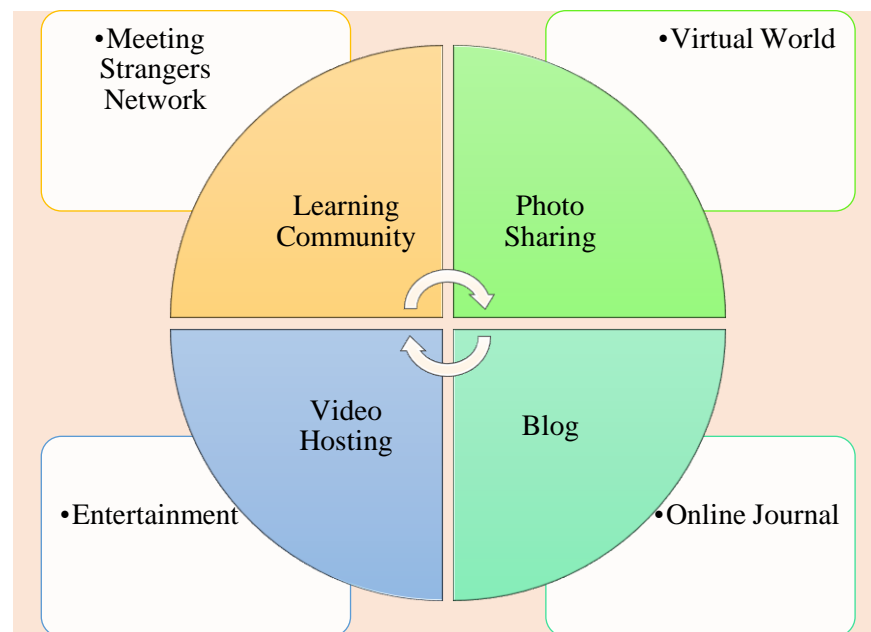 •Meeting
Strangers
Network
•Virtual World
Learning
Community
Photo
Sharing
Video
Hosting
Blog
•Entertainment
•Online Journal